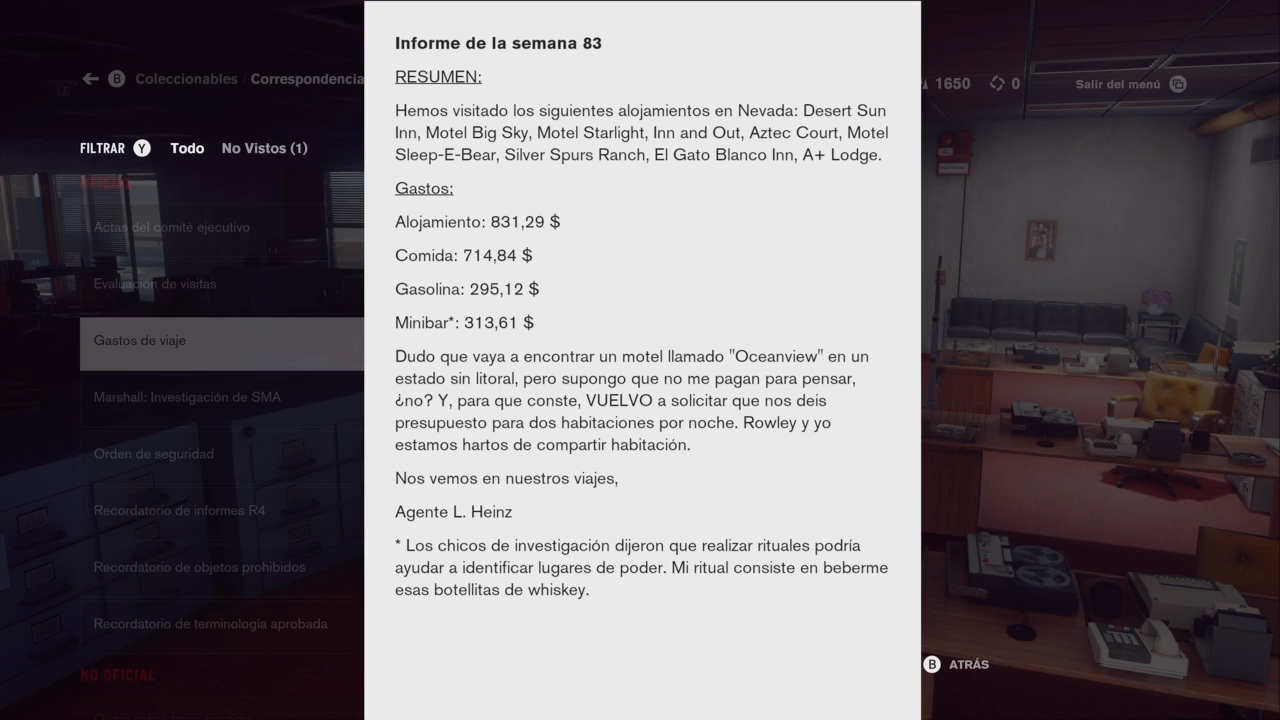 Informe de la semana 83
RESUMEN:
Hemos visitado los siguientes alojamientos en Nevada: Desert Sun
Inn, Motel Big Sky, Motel Starlight, Inn and Out, Aztec Court, Motel
Sleep-E-Bear, Silver Spurs Ranch, El Gato Blanco Inn, A+ Lodge.
Gastos:
Alojamiento: 831,29 $
Comida: 714,84 $
Gasolina: 295,12 $
Minibar*: 313,61 $
Dudo que vaya a encontrar un motel llamado "Oceanview" en un
estado sin litoral, pero supongo que no me pagan para pensar,
¿no? Y, para que conste, VUELVO a solicitar que nos deis
presupuesto para dos habitaciones por noche. Rowley y yo
estamos hartos de compartir habitación.
Nos vemos en nuestros viajes,
Agente L. Heinz
* Los chicos de investigación dijeron que realizar rituales podría
ayudar a identificar lugares de poder. Mi ritual consiste en beberme
esas botellitas de whiskey.
B Coleccionables / Correspondencia
FILTRAR Y Todo No Vistos (1)
Actas del comité ejecutivo
Evaluación de visitas
Gastos de viaje
Marshall: Investigación de SMA
Orden de seguridad
Recordatorio de informes R4
Recordatorio de objetos prohibidos
Recordatorio de terminología aprobada
NO OFICIAL
1650 0 Salir del menú
B ATRÁS